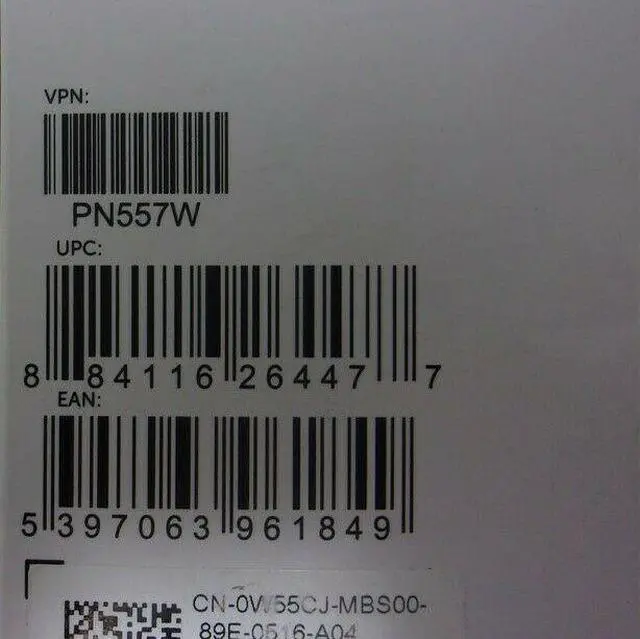 VPN:
PN557W
UPC:
8 84116 26447 7
EAN:
5 397063 961849
CN-0W55CJ-MBS00-
89E-0516-A04